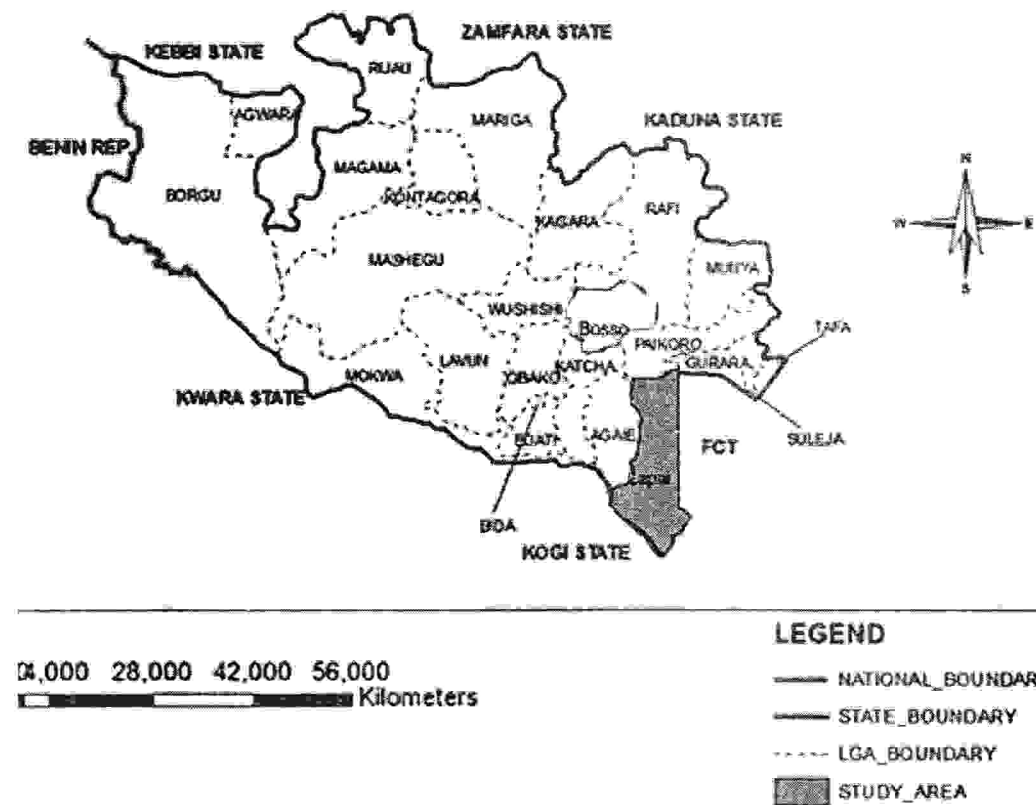 ZAMFARA STATE
KEBBI STATE
RIJAU
AGWARA
MARIGA
KADUNA STATE
BENIN REP.
MAGAMA
N
BORGU
KONTAGORA
RAFI
KAGARA
W
E
MASHEGU
MUNYA
S
WUSHISHI
BOSSO
TAFA
PAIKORO
LAVUN
KATCHA
GURARA
MOKWA
GBAKO
KWARA STATE
AGAIE
FCT
SULEJA
Lapai
BIDA
KOGI STATE
LEGEND
28,000 42,000 56,000
Kilometers
NATIONAL_BOUNDAR
STATE_BOUNDARY
LGA_BOUNDARY
STUDY_AREA